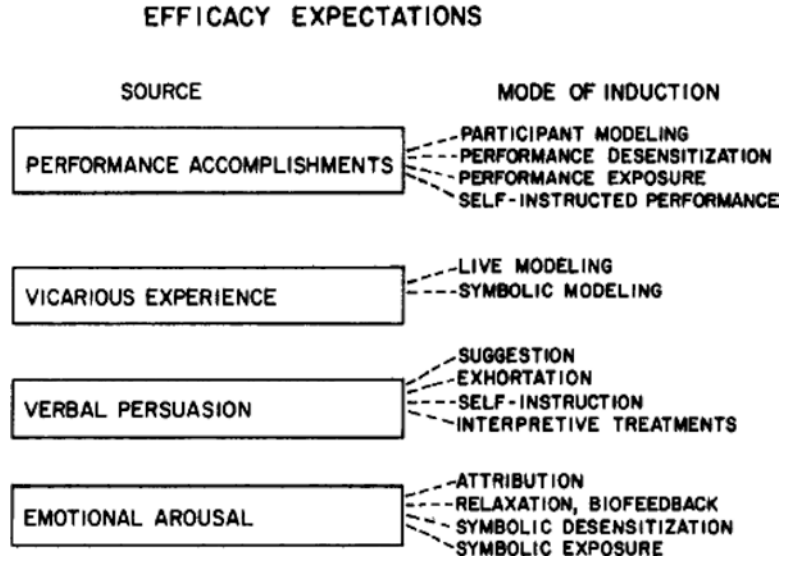 EFFICACY EXPECTATIONS
SOURCE
MODE OF INDUCTION
PERFORMANCE ACCOMPLISHMENTS
PARTICIPANT MODELING
PERFORMANCE DESENSITIZATION
PERFORMANCE EXPOSURE
SELF-INSTRUCTED PERFORMANCE
VICARIOUS EXPERIENCE
LIVE MODELING
SYMBOLIC MODELING
VERBAL PERSUASION
SUGGESTION
EXHORTATION
SELF-INSTRUCTION
INTERPRETIVE TREATMENTS
EMOTIONAL AROUSAL
ATTRIBUTION
RELAXATION, BIOFEEDBACK
SYMBOLIC DESENSITIZATION
SYMBOLIC EXPOSURE